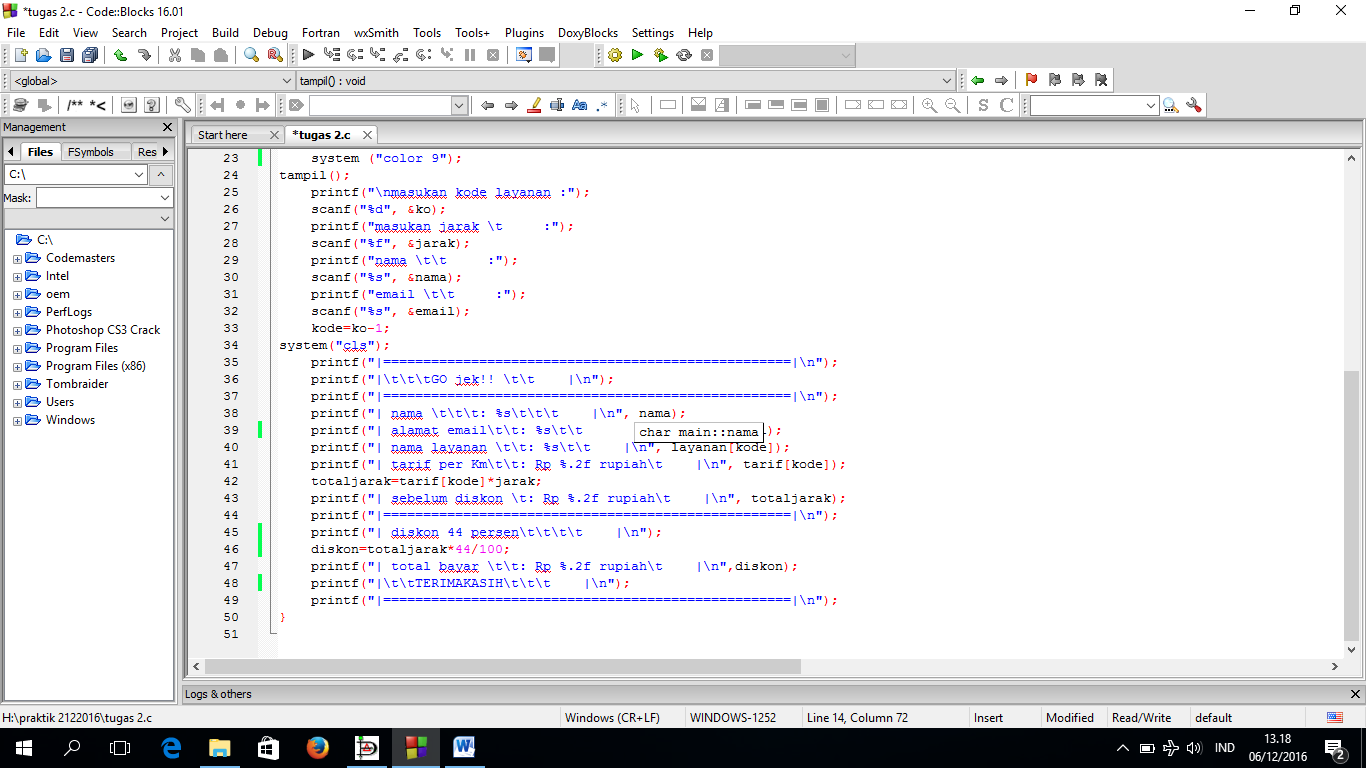 *tugas 2.c - Code::Blocks 16.01
File Edit View Search Project Build Debug Fortran wxSmith Tools Tools+ Plugins DoxyBlocks Settings Help
<global> tampil() : void
/** *< Aa .* S C
Management
Files FSymbols Res
C:\
Mask:
C:\
Codemasters
Intel
oem
PerfLogs
Photoshop CS3 Crack
Program Files
Program Files (x86)
Tombraider
Users
Windows
Start here *tugas 2.c
23 system ("color 9");
24 tampil();
25 printf("\nmasukan kode layanan :");
26 scanf("%d", &ko);
27 printf("masukan jarak \t     :");
28 scanf("%f", &jarak);
29 printf("nama \t\t     :");
30 scanf("%s", &nama);
31 printf("email \t\t     :");
32 scanf("%s", &email);
33 kode=ko-1;
34 system("cls");
35 printf("|===================================================|\n");
36 printf("|\t\t\tGO jek!! \t\t    |\n");
37 printf("|===================================================|\n");
38 printf("| nama \t\t\t: %s\t\t\t    |\n", nama);
39 printf("| alamat email\t\t: %s\t\t );
char main::nama
40 printf("| nama layanan \t\t: %s\t\t    |\n", layanan[kode]);
41 printf("| tarif per Km\t\t: Rp %.2f rupiah\t    |\n", tarif[kode]);
42 totaljarak=tarif[kode]*jarak;
43 printf("| sebelum diskon \t: Rp %.2f rupiah\t    |\n", totaljarak);
44 printf("|===================================================|\n");
45 printf("| diskon 44 persen\t\t\t\t    |\n");
46 diskon=totaljarak*44/100;
47 printf("| total bayar \t\t: Rp %.2f rupiah\t    |\n",diskon);
48 printf("|\t\tTERIMAKASIH\t\t\t    |\n");
49 printf("|===================================================|\n");
50 }
51
Logs & others
H:\praktik 2122016\tugas 2.c Windows (CR+LF) WINDOWS-1252 Line 14, Column 72 Insert Modified Read/Write default
IND 13.18
06/12/2016 2